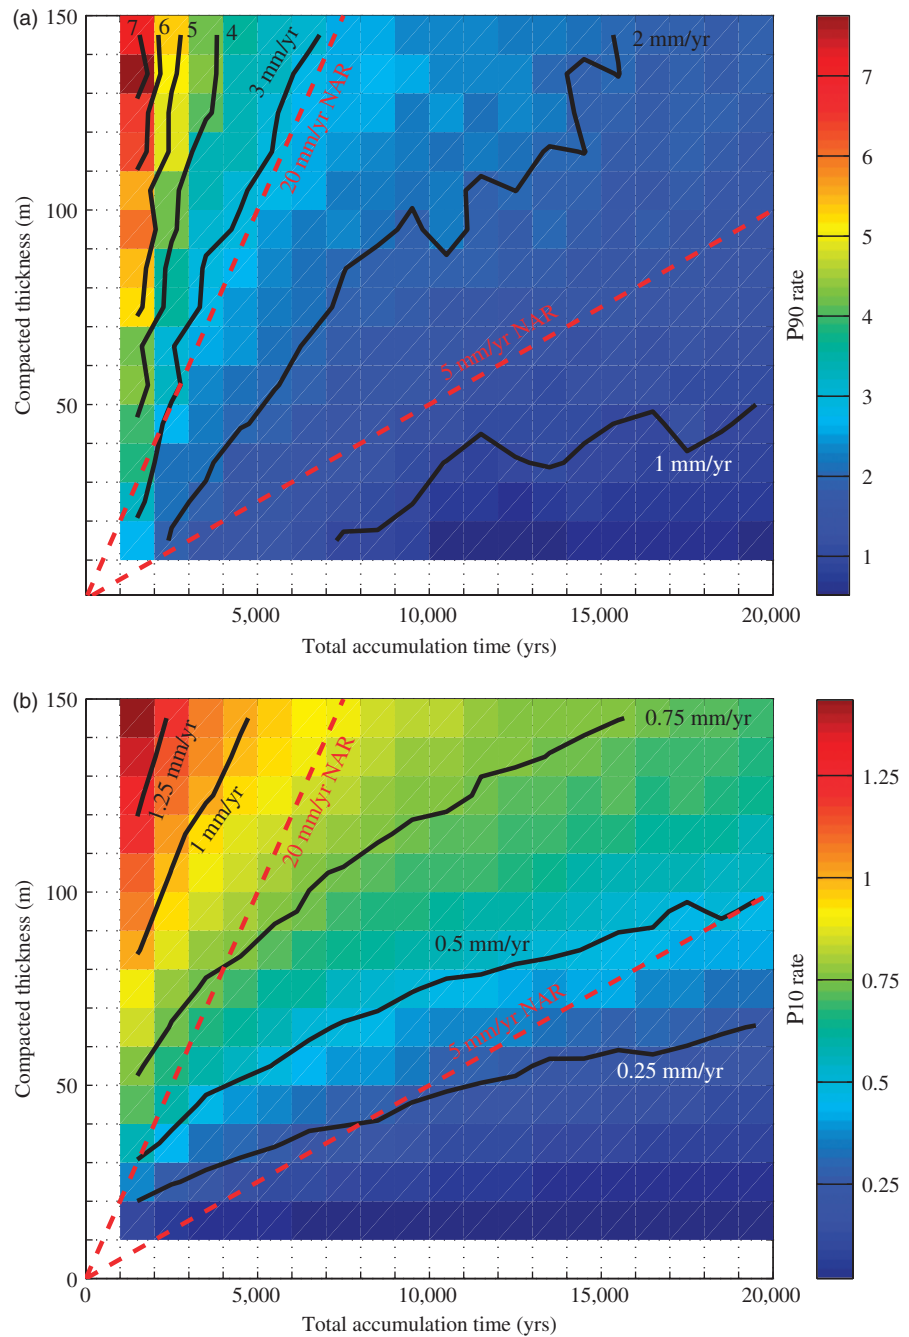 (a)
150
100
50
Compacted thickness (m)
7
6
5
4
3 mm/yr
20 mm/yr NAR
2 mm/yr
5 mm/yr NAR
1 mm/yr
5,000
10,000
15,000
20,000
Total accumulation time (yrs)
P90 rate
7
6
5
4
3
2
1
(b)
150
100
50
0
Compacted thickness (m)
1.25 mm/yr
1 mm/yr
20 mm/yr NAR
0.75 mm/yr
0.5 mm/yr
5 mm/yr NAR
0.25 mm/yr
0
5,000
10,000
15,000
20,000
Total accumulation time (yrs)
P10 rate
1.25
1
0.75
0.5
0.25